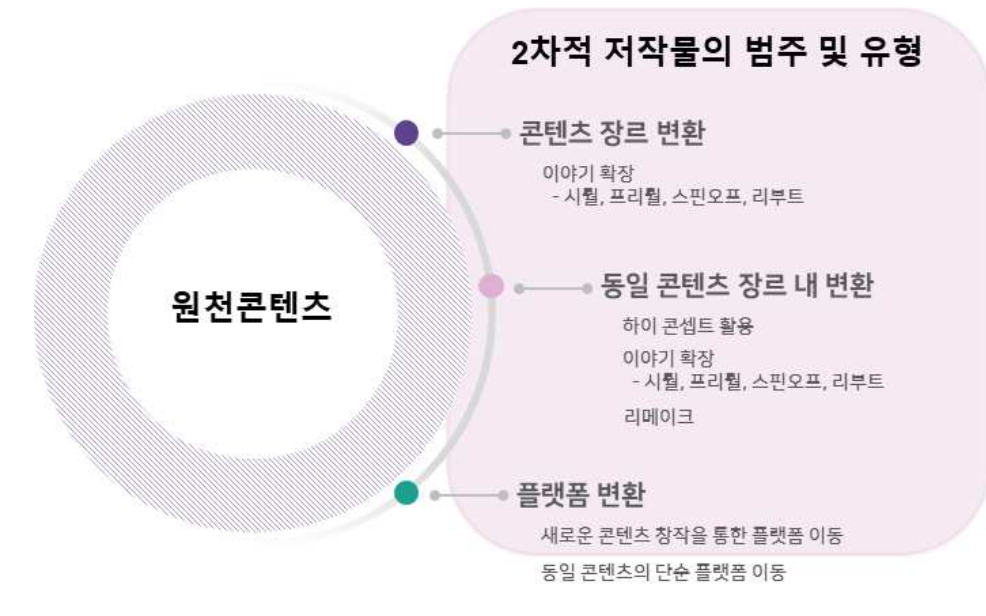 2차적 저작물의 범주 및 유형
콘텐츠 장르 변환
이야기 확장
- 시퀄, 프리퀄, 스핀오프, 리부트
원천콘텐츠
동일 콘텐츠 장르 내 변환
하이 콘셉트 활용
이야기 확장
- 시퀄, 프리퀄, 스핀오프, 리부트
리메이크
플랫폼 변환
새로운 콘텐츠 창작을 통한 플랫폼 이동
동일 콘텐츠의 단순 플랫폼 이동